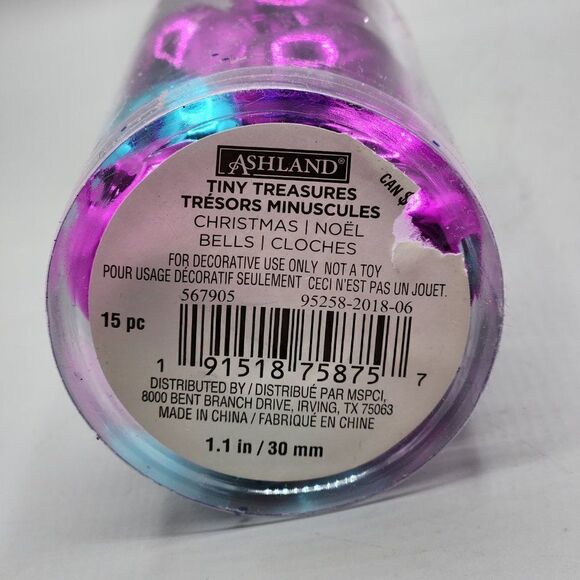 ASHLAND®
CAN $
TINY TREASURES
TRÉSORS MINUSCULES
CHRISTMAS | NOËL
BELLS | CLOCHES
FOR DECORATIVE USE ONLY NOT A TOY
POUR USAGE DÉCORATIF SEULEMENT CECI N'EST PAS UN JOUET.
567905 95258-2018-06
15 pc
1 91518 75875 7
DISTRIBUTED BY / DISTRIBUÉ PAR MSPCI,
8000 BENT BRANCH DRIVE, IRVING, TX 75063
MADE IN CHINA / FABRIQUÉ EN CHINE
1.1 in / 30 mm